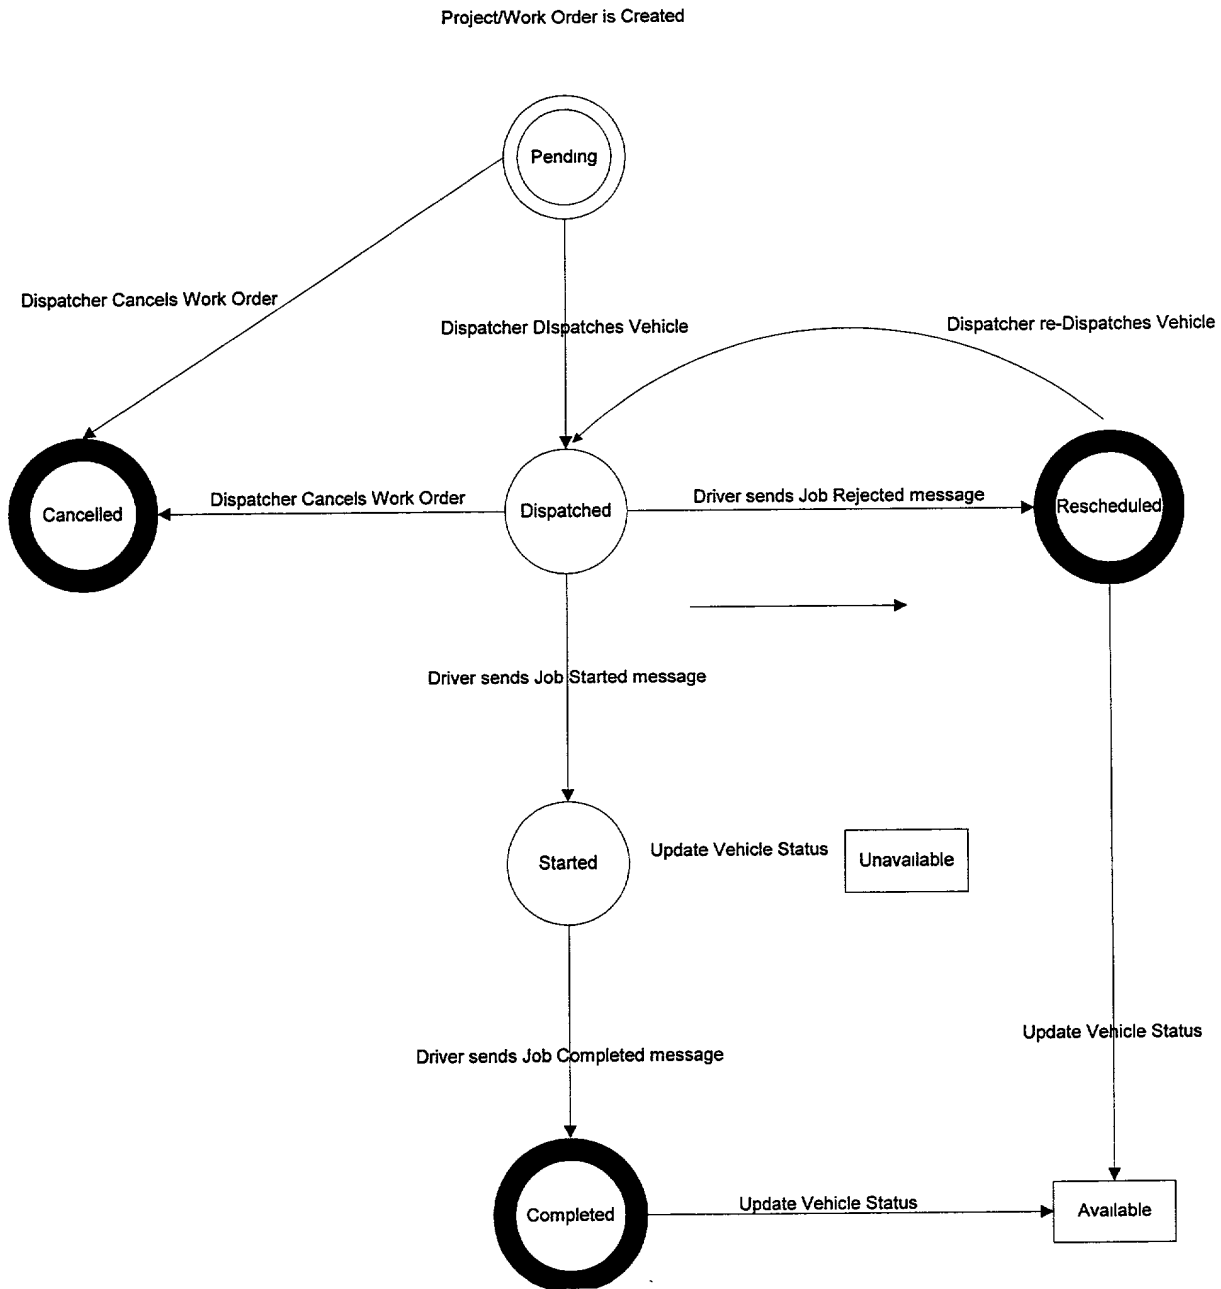 Project/Work Order is Created
Pending
Dispatcher Cancels Work Order
Dispatcher DIspatches Vehicle
Dispatcher re-Dispatches Vehicle
Cancelled
Dispatcher Cancels Work Order
Dispatched
Driver sends Job Rejected message
Rescheduled
Driver sends Job Started message
Started
Update Vehicle Status
Unavailable
Update Vehicle Status
Driver sends Job Completed message
Completed
Update Vehicle Status
Available